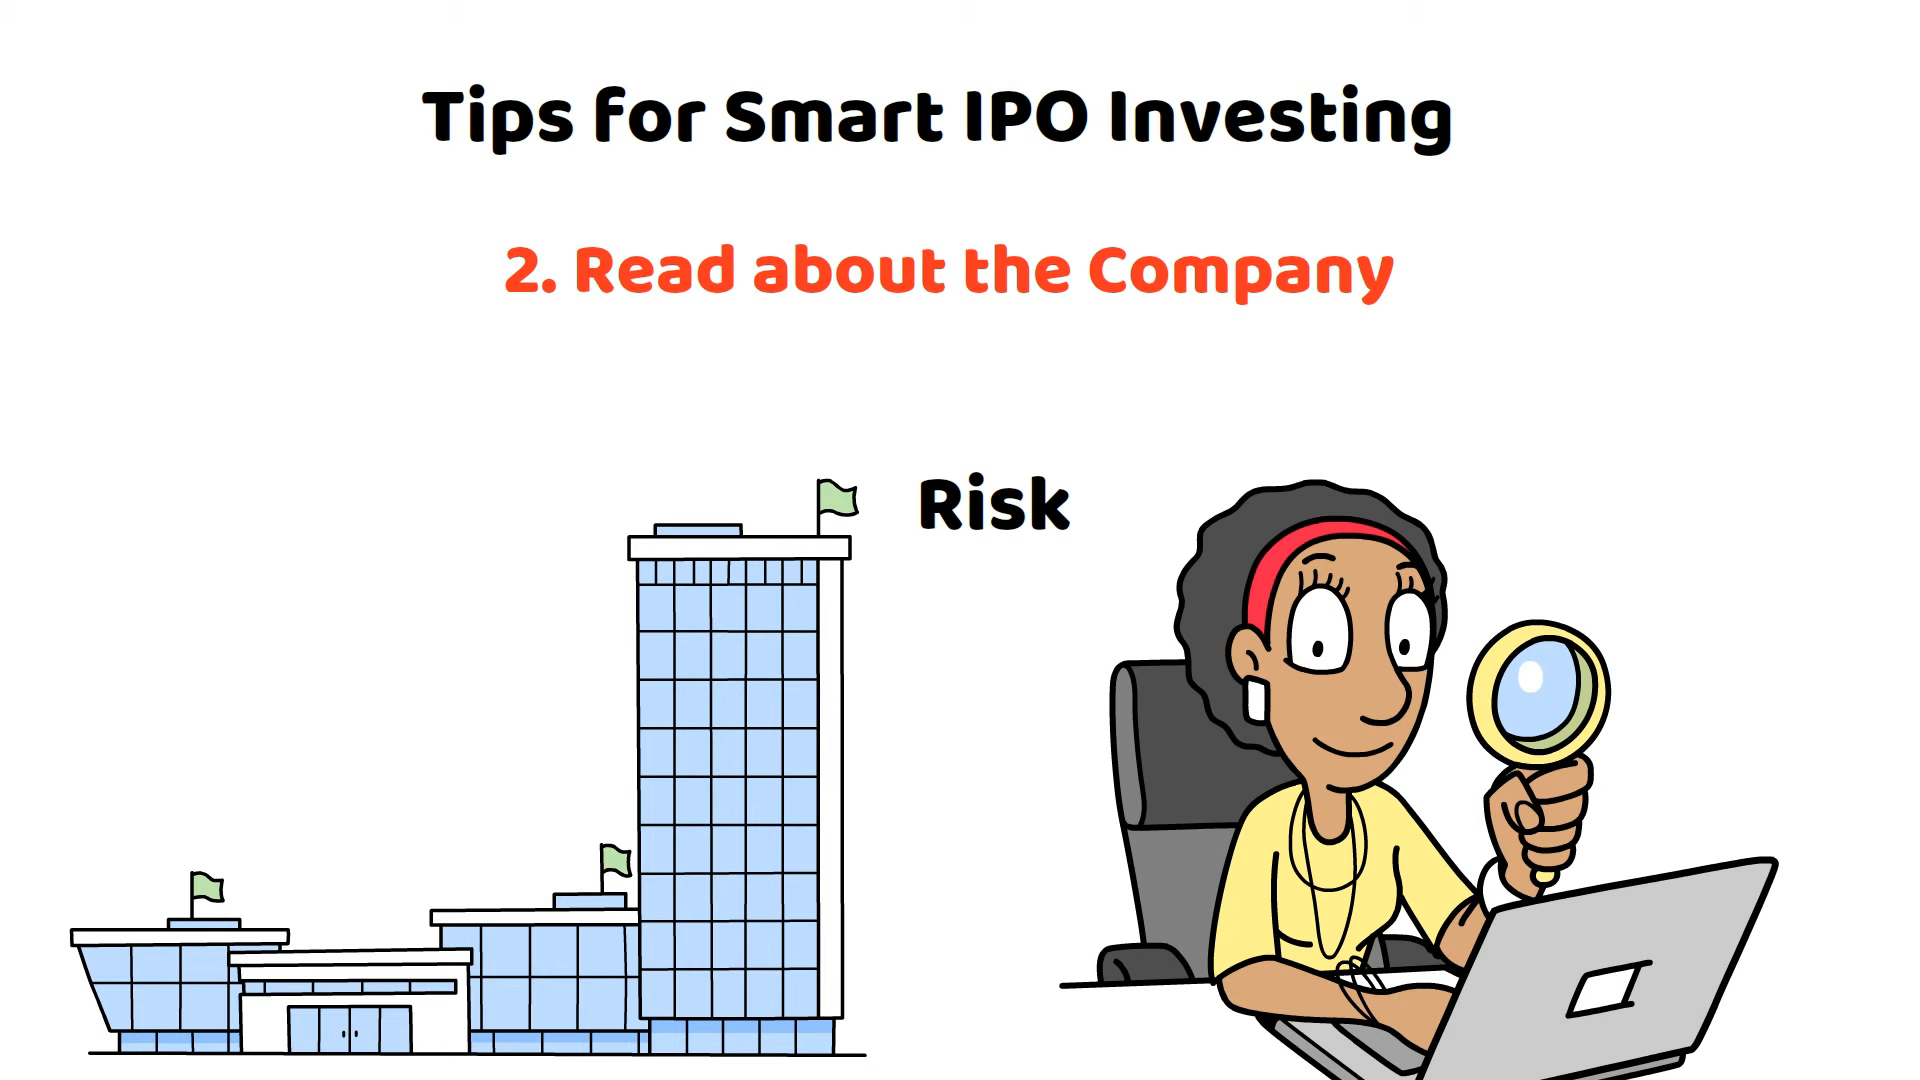 Tips for Smart IPO Investing
2. Read about the Company
Risk